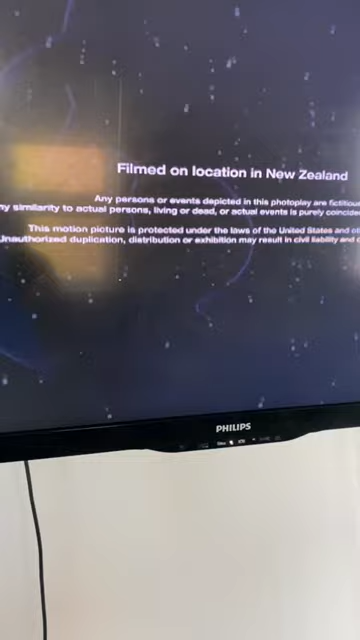 Filmed on location in New Zealand
Any persons or events depicted in this photoplay are fictitious
similarity to actual persons, living or dead, or actual events is purely
This motion picture is protected under the laws of the United States and
Unauthorized duplication, distribution or exhibition may result in civil liability and
PHILIPS